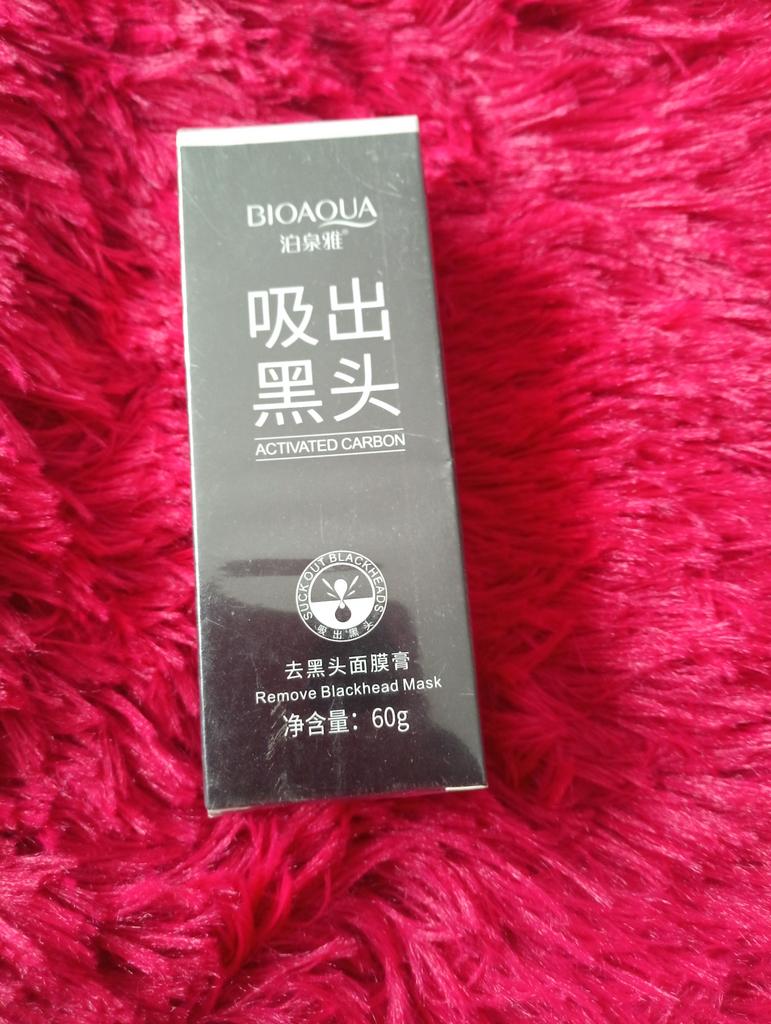 BIOAQUA
泊泉雅®
吸出
黑头
ACTIVATED CARBON
SUCK OUT BLACKHEADS
吸出黑头
去黑头面膜膏
Remove Blackhead Mask
净含量：60g